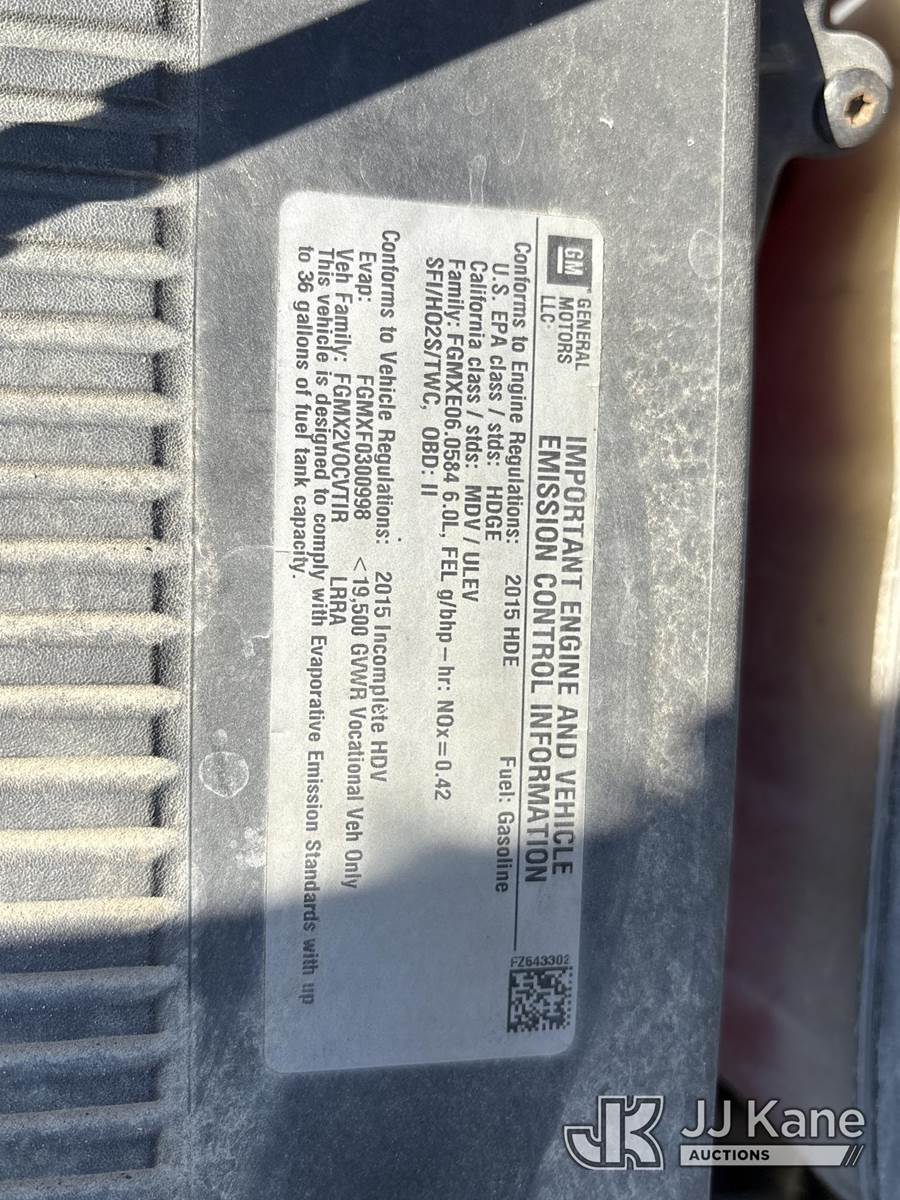 GM GENERAL MOTORS LLC
IMPORTANT ENGINE AND VEHICLE
EMISSION CONTROL INFORMATION
Conforms to Engine Regulations: 2015 HDE Fuel: Gasoline
U.S. EPA class / stds: HDGE
California class / stds: MDV / ULEV
Family: FGMXE06.0584 6.0L, FEL g/bhp-hr: NOx=0.42
SFI/HO2S/TWC, OBD: II
FZ643302
Conforms to Vehicle Regulations: 2015 Incomplete HDV
Evap: FGMXF0300998 <19,500 GVWR Vocational Veh Only
Veh Family: FGMX2VOCVTIR LRRA
This vehicle is designed to comply with Evaporative Emission Standards with up
to 36 gallons of fuel tank capacity.
JK JJ Kane
AUCTIONS